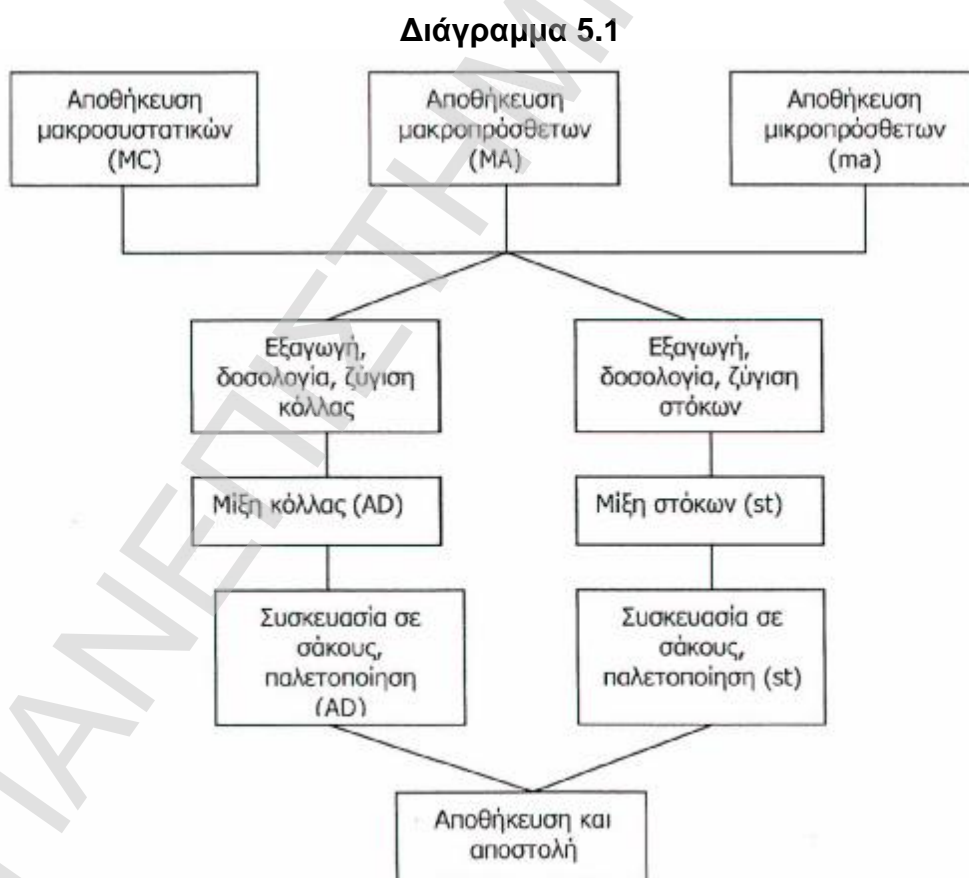 Διάγραμμα 5.1
Αποθήκευση
μακροσυστατικών
(MC)
Αποθήκευση
μακροπρόσθετων
(MA)
Αποθήκευση
μικροπρόσθετων
(ma)
Εξαγωγή,
δοσολογία, ζύγιση
κόλλας
Εξαγωγή,
δοσολογία, ζύγιση
στόκων
Μίξη κόλλας (AD)
Μίξη στόκων (st)
Συσκευασία σε
σάκους,
παλετοποίηση
(AD)
Συσκευασία σε
σάκους,
παλετοποίηση (st)
Αποθήκευση και
αποστολή